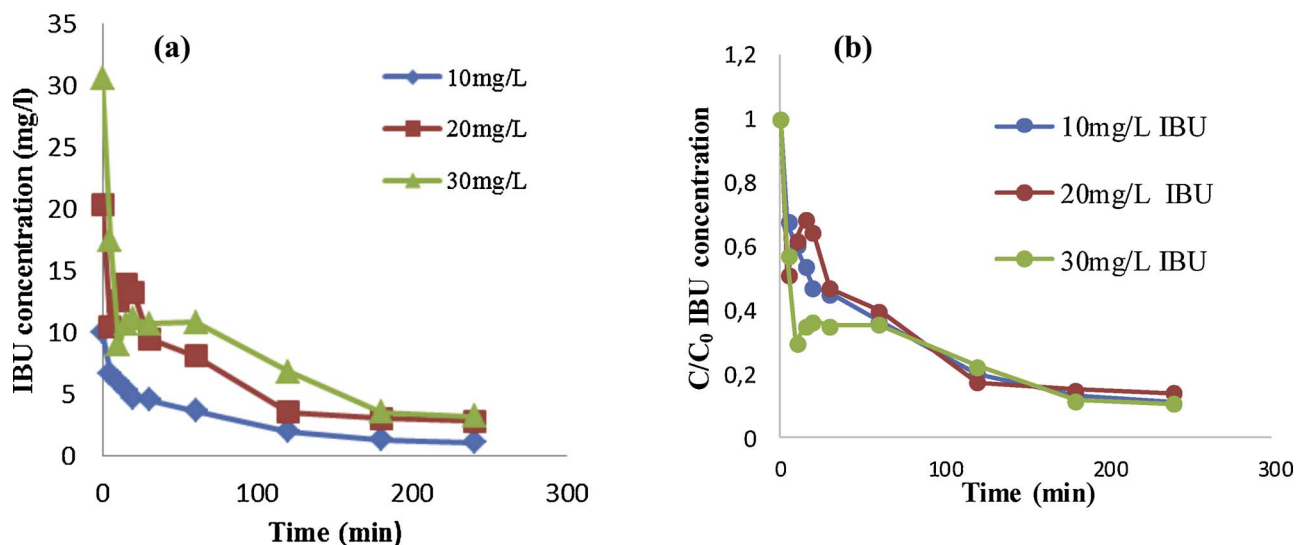 (a)
IBU concentration (mg/l)
35
30
25
20
15
10
5
0
0 100 200 300
Time (min)
10mg/L
20mg/L
30mg/L
(b)
C/C₀ IBU concentration
1,2
1
0,8
0,6
0,4
0,2
0
0 100 200 300
Time (min)
10mg/L IBU
20mg/L IBU
30mg/L IBU